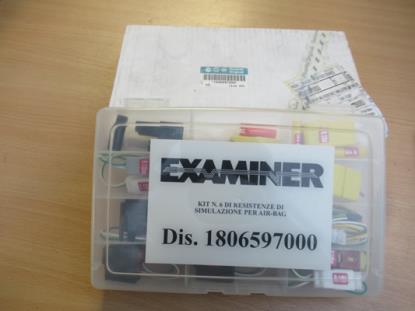 EXAMINER
KIT N. 6 DI RESISTENZE DI
SIMULAZIONE PER AIR-BAG
Dis. 1806597000